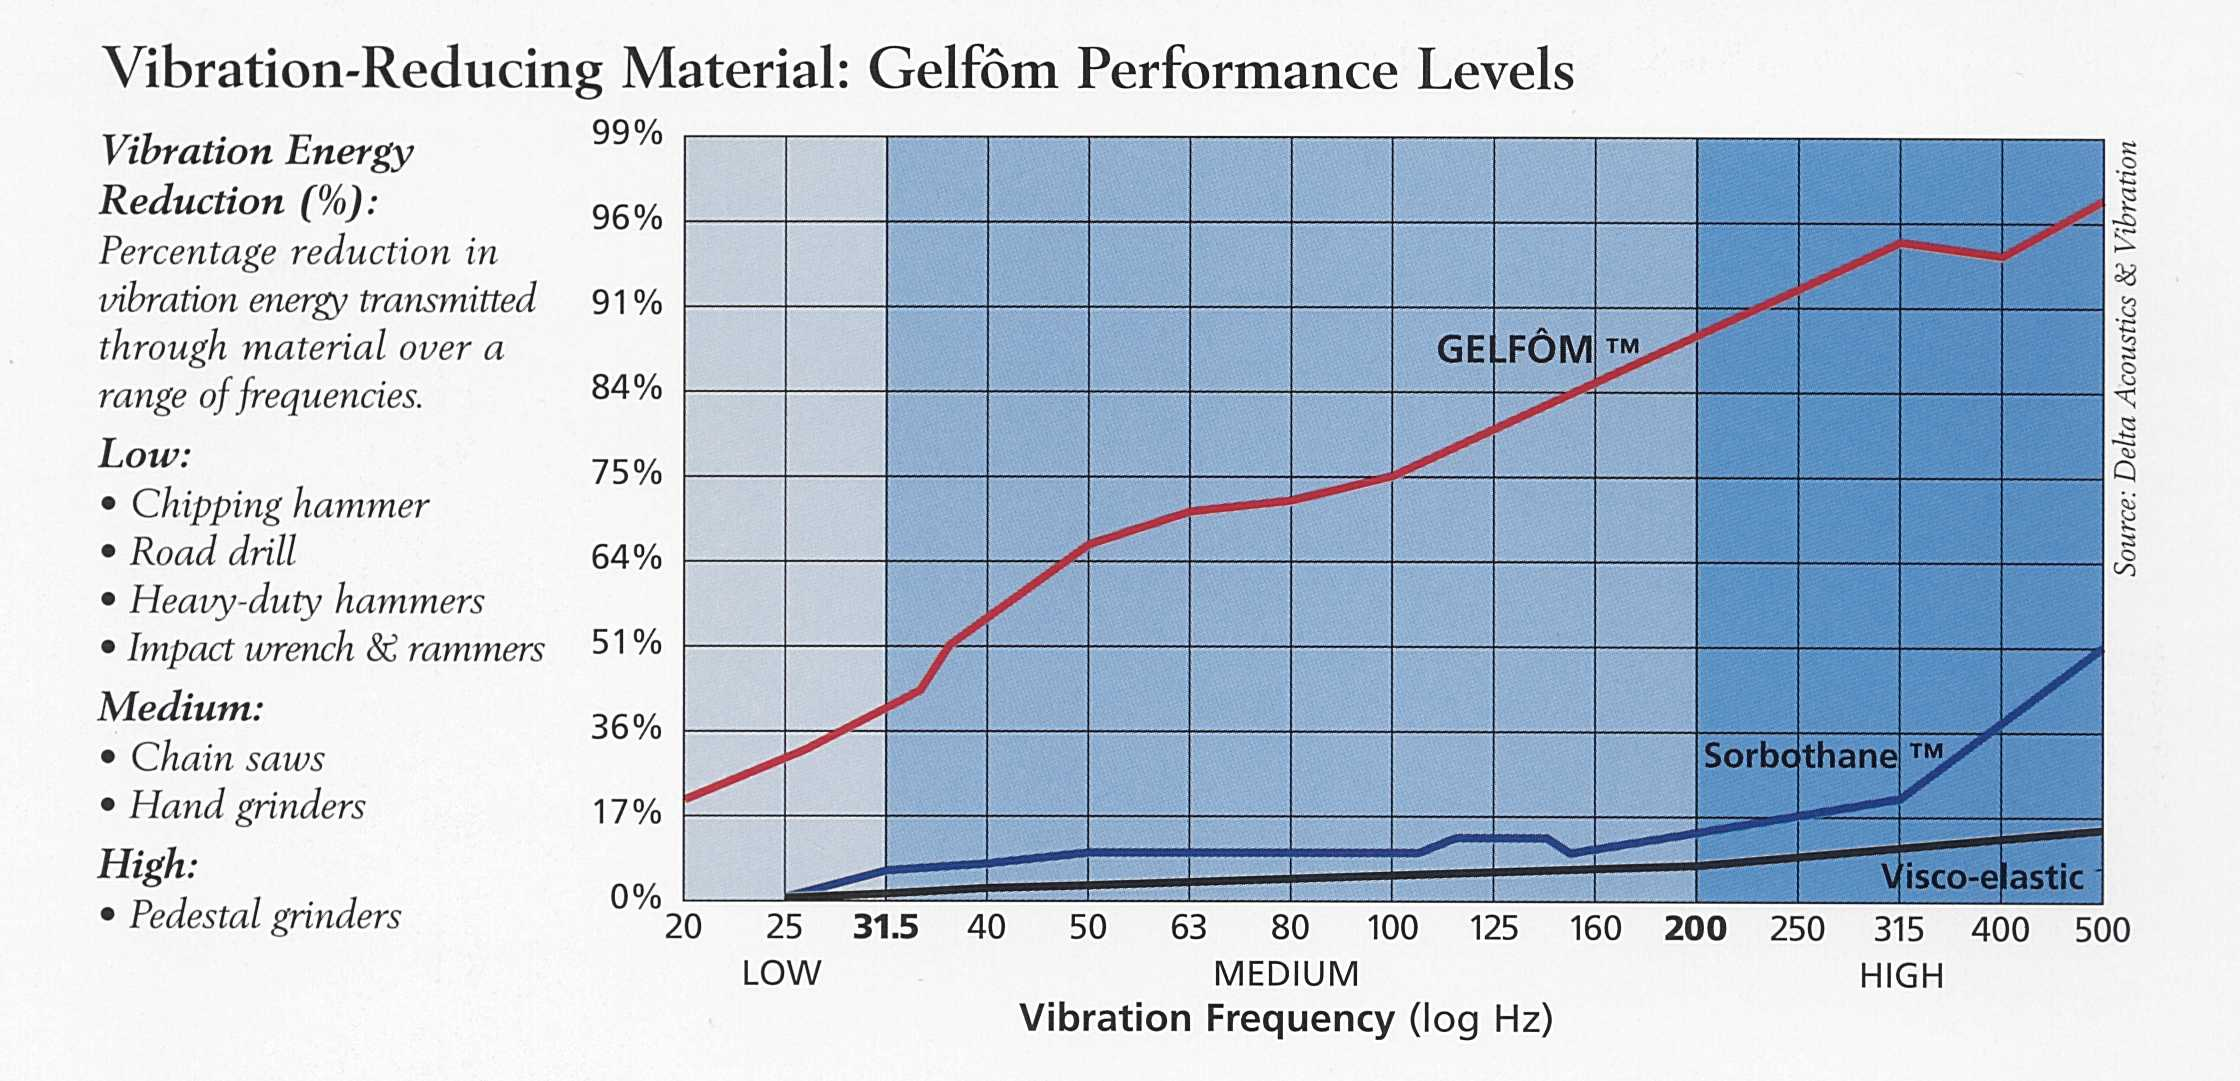 Vibration-Reducing Material: Gelfôm Performance Levels
Vibration Energy
Reduction (%):
Percentage reduction in
vibration energy transmitted
through material over a
range of frequencies.
Low:
• Chipping hammer
• Road drill
• Heavy-duty hammers
• Impact wrench & rammers
Medium:
• Chain saws
• Hand grinders
High:
• Pedestal grinders
99%
96%
91%
84%
75%
64%
51%
36%
17%
0%
GELFÔM ™
Sorbothane ™
Visco-elastic
20 25 31.5 40 50 63 80 100 125 160 200 250 315 400 500
LOW MEDIUM HIGH
Vibration Frequency (log Hz)
Source: Delta Acoustics & Vibration